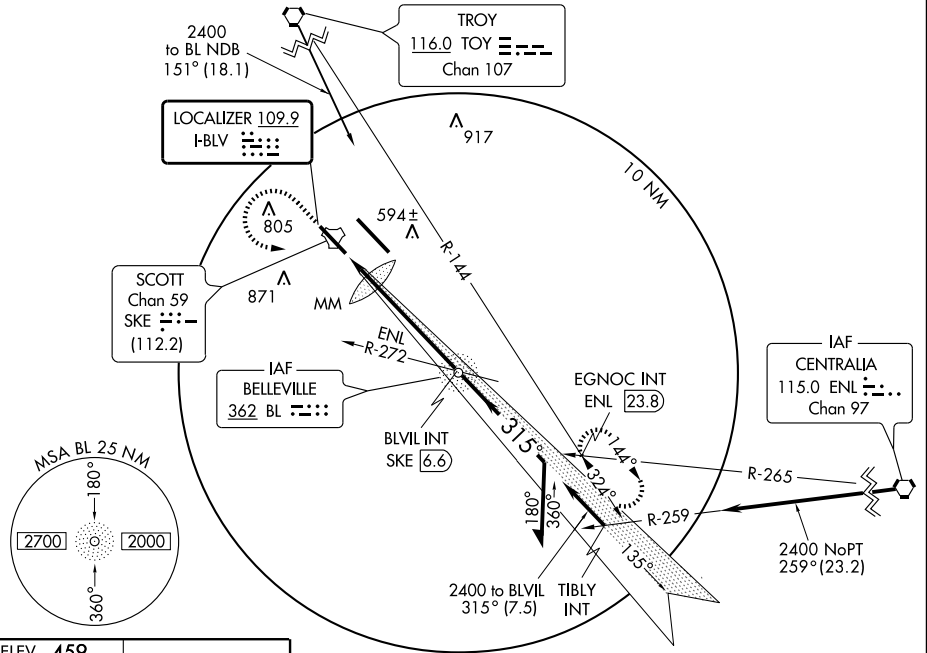 TROY
116.0 TOY
Chan 107
2400
to BL NDB
151° (18.1)
LOCALIZER 109.9
I-BLV
917
10 NM
805
594±
R-144
SCOTT
Chan 59
SKE
(112.2)
871
MM
ENL
R-272
IAF
BELLEVILLE
362 BL
EGNOC INT
ENL 23.8
IAF
CENTRALIA
115.0 ENL
Chan 97
BLVIL INT
SKE 6.6
315°
144°
324°
R-265
R-259
180°
360°
135°
2400 NoPT
259° (23.2)
2400 to BLVIL
315° (7.5)
TIBLY
INT
MSA BL 25 NM
180°
2700
2000
360°
ELEV 459